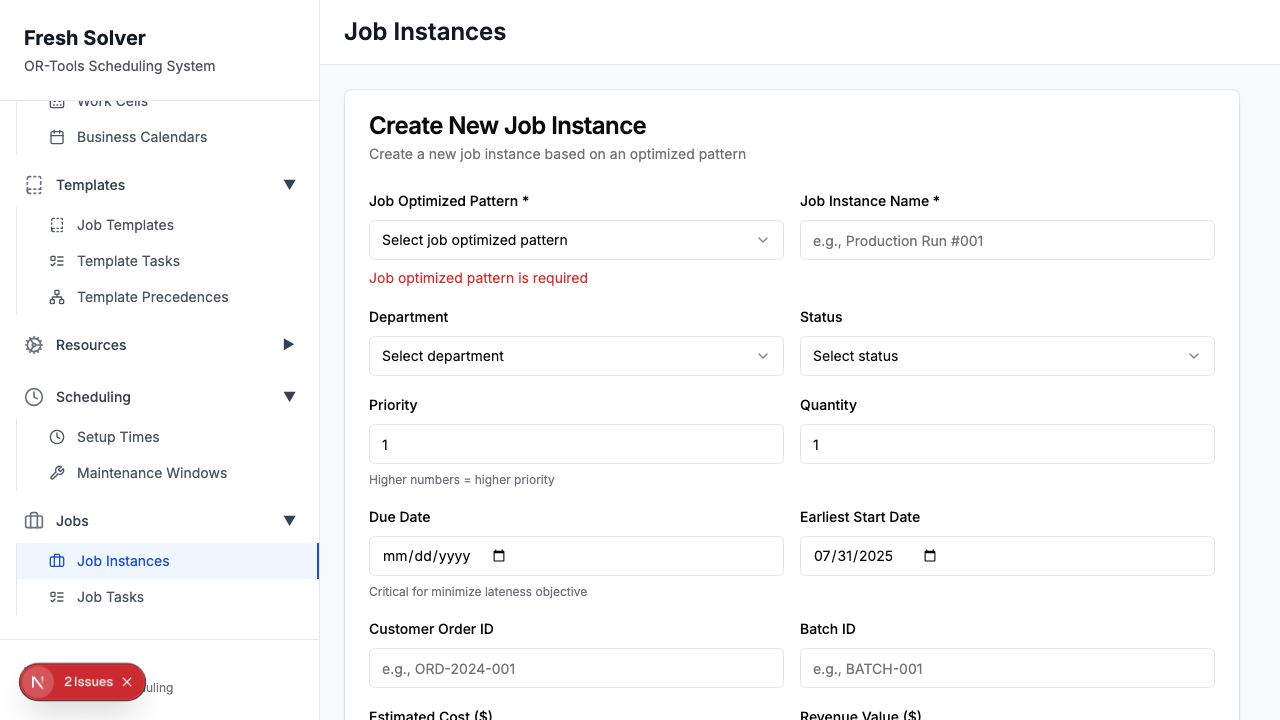 Fresh Solver
OR-Tools Scheduling System
Work Cells
Business Calendars
Templates
Job Templates
Template Tasks
Template Precedences
Resources
Scheduling
Setup Times
Maintenance Windows
Jobs
Job Instances
Job Tasks
2 Issues
Job Instances
Create New Job Instance
Create a new job instance based on an optimized pattern
Job Optimized Pattern *
Select job optimized pattern
Job optimized pattern is required
Job Instance Name *
e.g., Production Run #001
Department
Select department
Status
Select status
Priority
1
Higher numbers = higher priority
Quantity
1
Due Date
mm/dd/yyyy
Critical for minimize lateness objective
Earliest Start Date
07/31/2025
Customer Order ID
e.g., ORD-2024-001
Batch ID
e.g., BATCH-001
Estimated Cost ($)
Revenue Value ($)